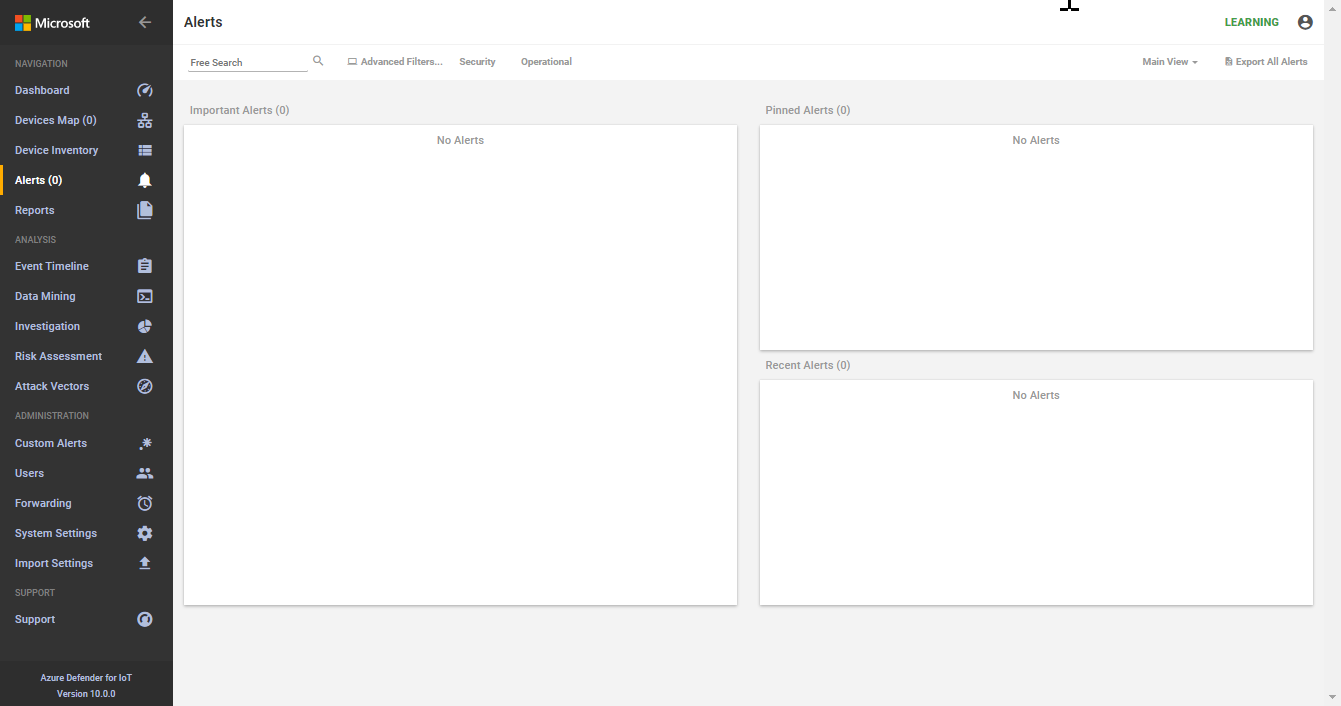 Microsoft
NAVIGATION
Dashboard
Devices Map (0)
Device Inventory
Alerts (0)
Reports
ANALYSIS
Event Timeline
Data Mining
Investigation
Risk Assessment
Attack Vectors
ADMINISTRATION
Custom Alerts
Users
Forwarding
System Settings
Import Settings
SUPPORT
Support
Azure Defender for IoT
Version 10.0.0
Alerts
LEARNING
Free Search
Advanced Filters...
Security
Operational
Main View
Export All Alerts
Important Alerts (0)
No Alerts
Pinned Alerts (0)
No Alerts
Recent Alerts (0)
No Alerts